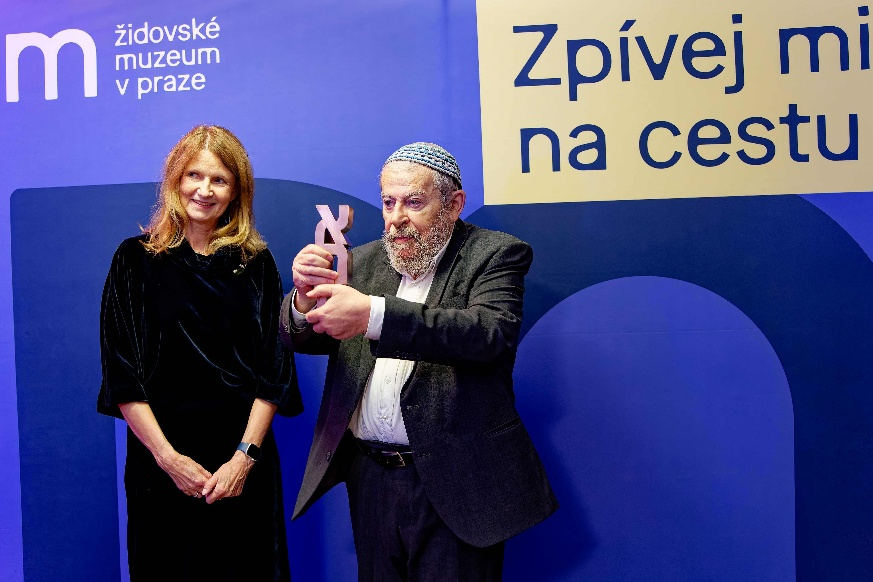 m
židovské
muzeum
v praze
Zpívej mi
na cestu
א